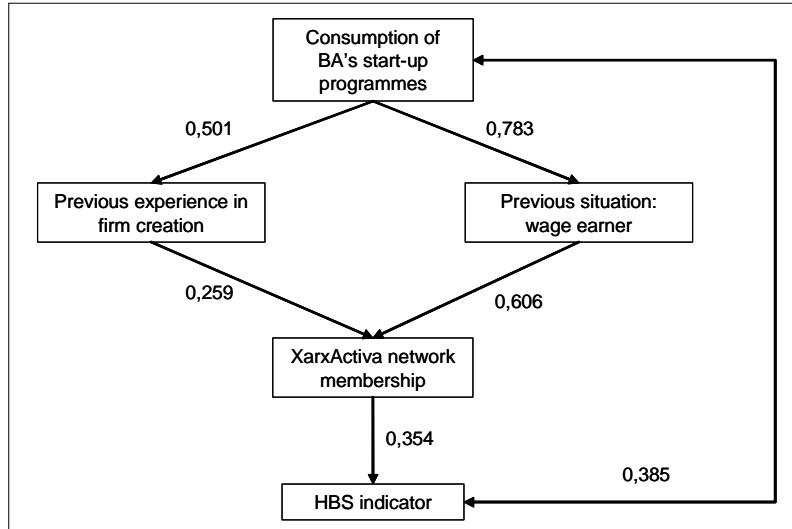 Consumption of
BA's start-up
programmes
0,501
0,783
Previous experience in
firm creation
Previous situation:
wage earner
0,259
0,606
XarxActiva network
membership
0,354
0,385
HBS indicator